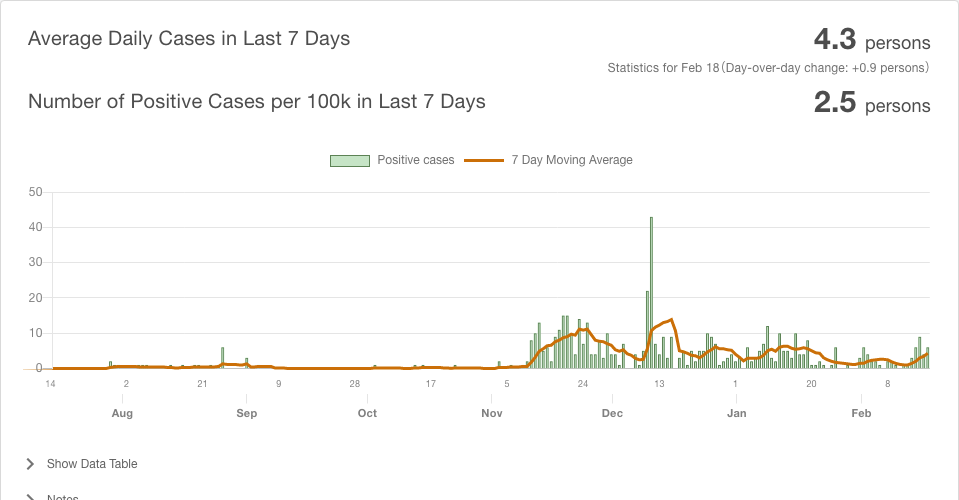 Average Daily Cases in Last 7 Days
4.3 persons
Statistics for Feb 18(Day-over-day change: +0.9 persons)
Number of Positive Cases per 100k in Last 7 Days
2.5 persons
Positive cases 7 Day Moving Average
50
40
30
20
10
0
14 2 21 9 28 17 5 24 13 1 20 8
Aug Sep Oct Nov Dec Jan Feb
Show Data Table
Notes